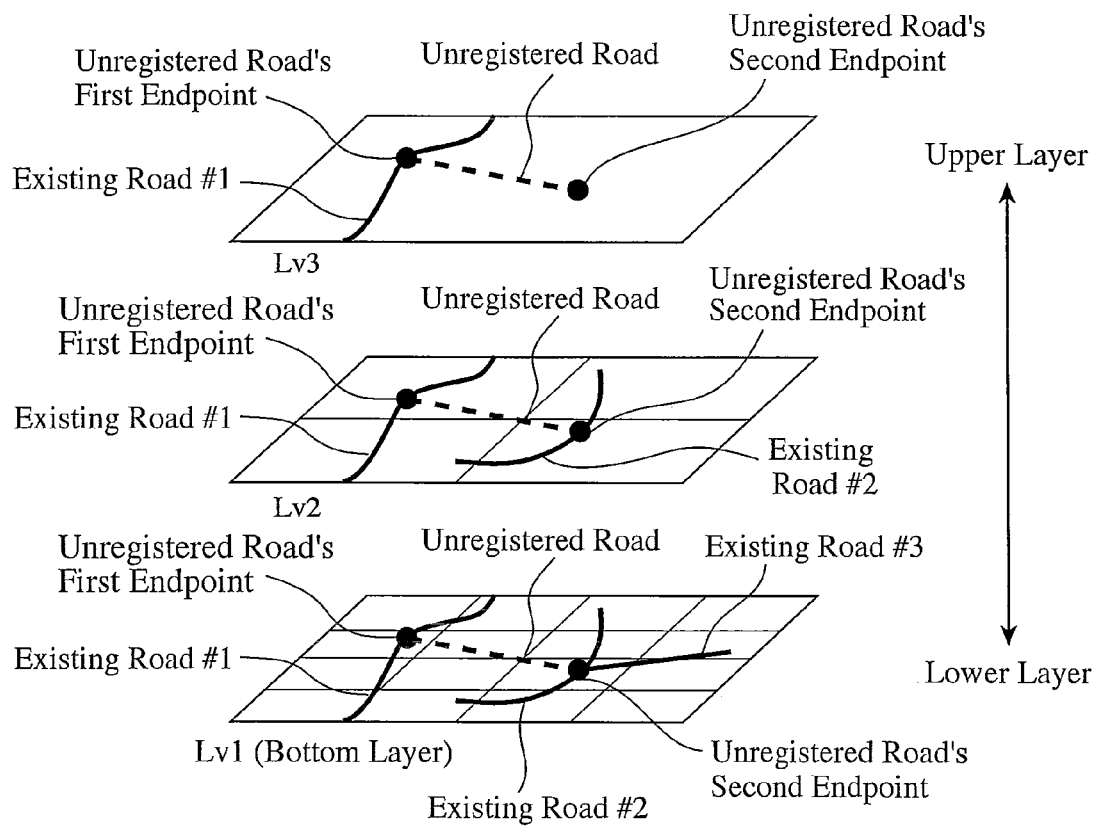 Unregistered Road's
First Endpoint
Unregistered Road
Unregistered Road's
Second Endpoint
Existing Road #1
Upper Layer
Lv3
Unregistered Road's
First Endpoint
Unregistered Road
Unregistered Road's
Second Endpoint
Existing Road #1
Existing
Road #2
Lv2
Unregistered Road's
First Endpoint
Unregistered Road
Existing Road #3
Existing Road #1
Lower Layer
Lv1 (Bottom Layer)
Unregistered Road's
Second Endpoint
Existing Road #2